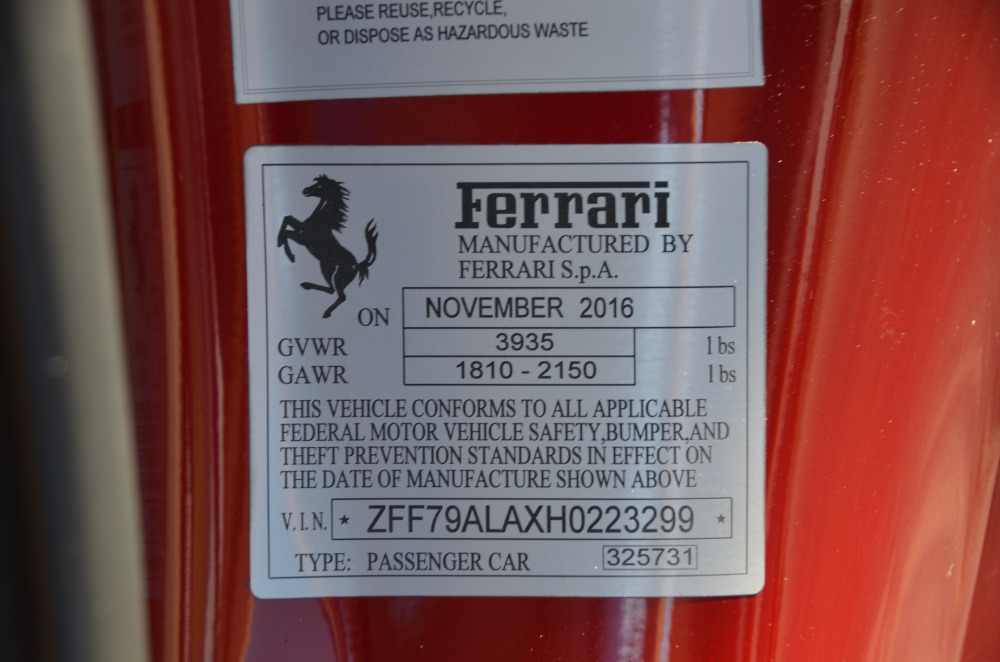 PLEASE REUSE,RECYCLE,
OR DISPOSE AS HAZARDOUS WASTE
Ferrari
MANUFACTURED BY
FERRARI S.p.A.
ON NOVEMBER 2016
GVWR 3935 lbs
GAWR 1810 - 2150 lbs
THIS VEHICLE CONFORMS TO ALL APPLICABLE
FEDERAL MOTOR VEHICLE SAFETY,BUMPER,AND
THEFT PREVENTION STANDARDS IN EFFECT ON
THE DATE OF MANUFACTURE SHOWN ABOVE
V.I.N. * ZFF79ALAXH0223299 *
TYPE: PASSENGER CAR 325731